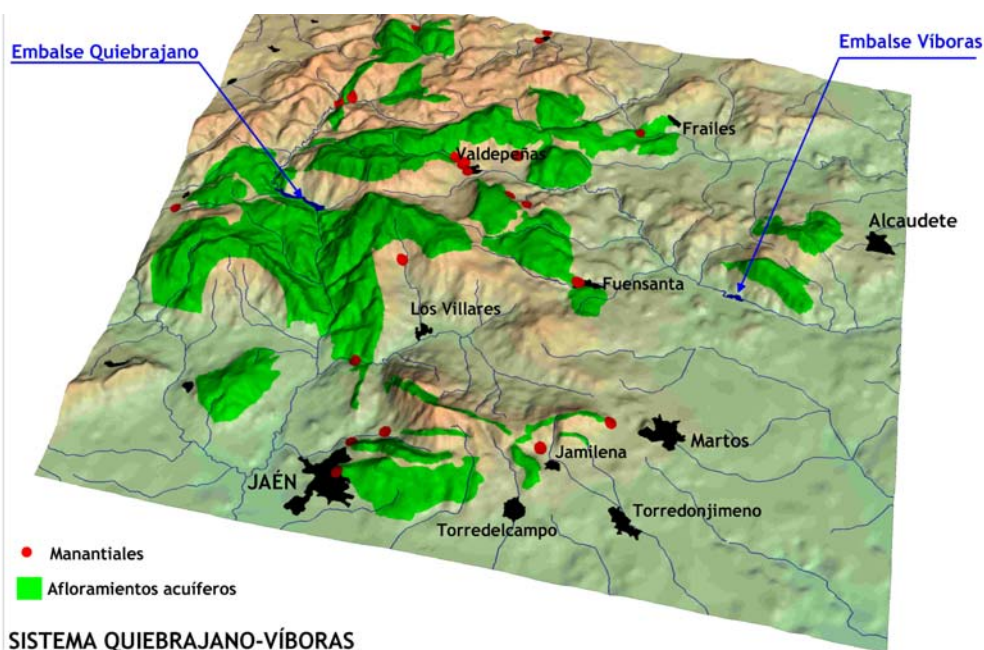 Embalse Quiebrajano
Embalse Víboras
Frailes
Valdepeñas
Alcaudete
Fuensanta
Los Villares
Martos
Jamilena
JAÉN
Torredonjimeno
Torredelcampo
Manantiales
Afloramientos acuíferos
SISTEMA QUIEBRAJANO-VÍBORAS